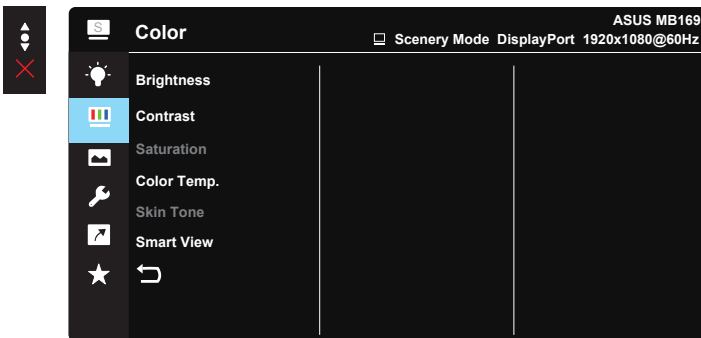 S
Color
ASUS MB169
Scenery Mode DisplayPort 1920x1080@60Hz
Brightness
Contrast
Saturation
Color Temp.
Skin Tone
Smart View